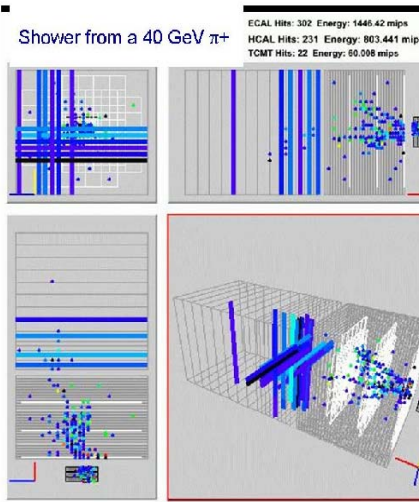 Shower from a 40 GeV π+
ECAL Hits: 302 Energy: 1446.42 mips
HCAL Hits: 231 Energy: 803.441 mip
TCMT Hits: 22 Energy: 60.008 mips